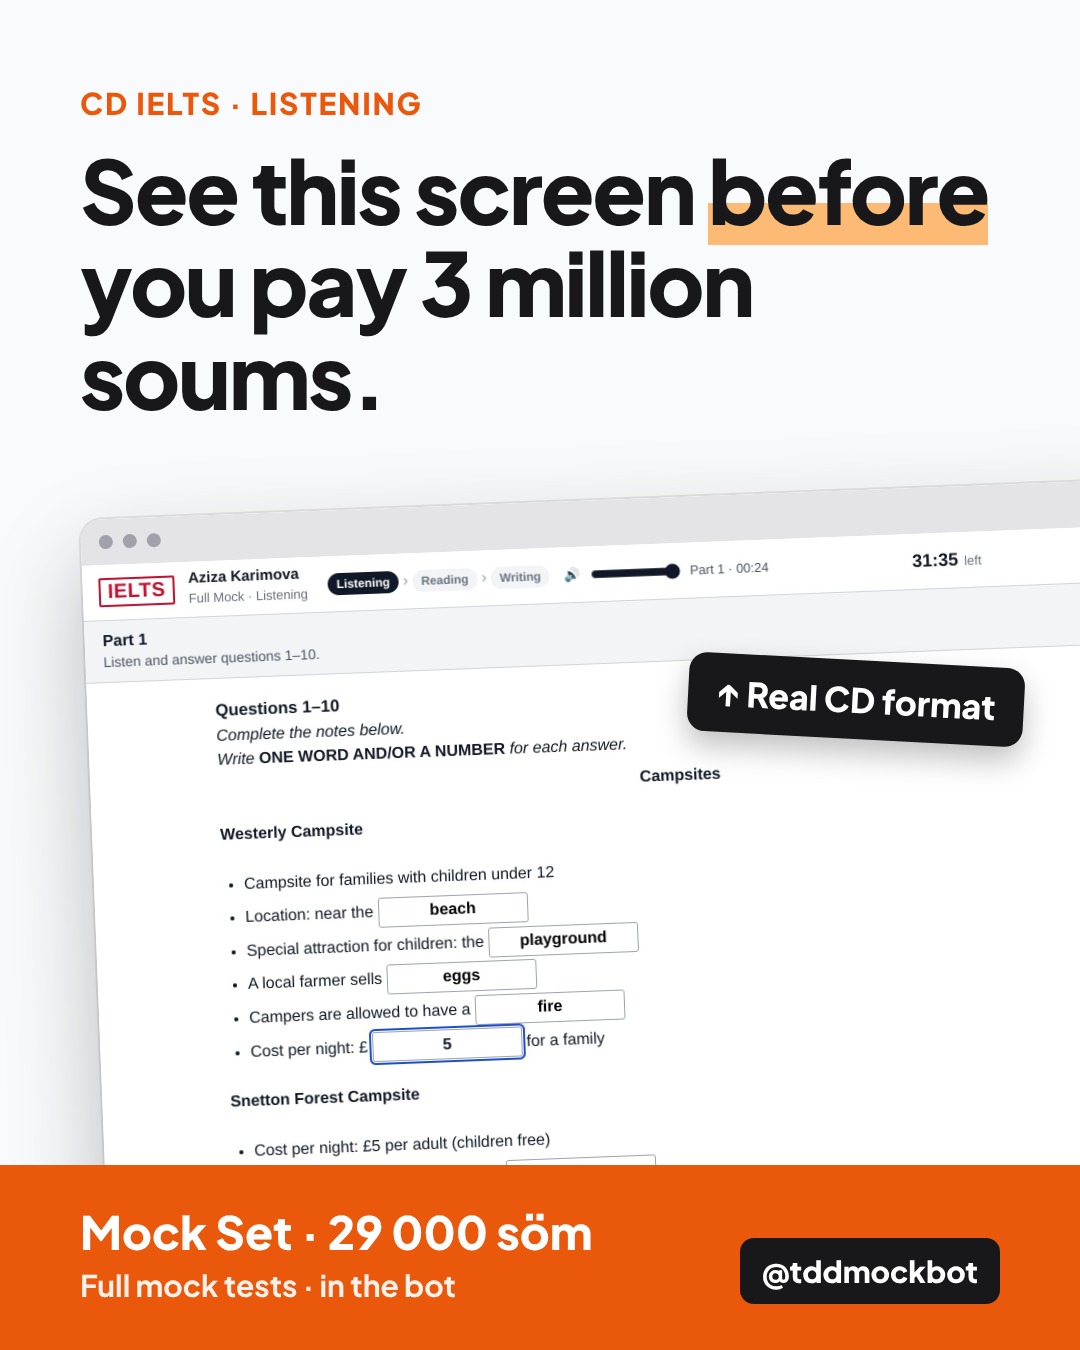 CD IELTS · LISTENING
See this screen before
you pay 3 million
soums.
IELTS
Aziza Karimova
Full Mock · Listening
Listening › Reading › Writing
Part 1 · 00:24
31:35 left
Part 1
Listen and answer questions 1–10.
↑ Real CD format
Questions 1–10
Complete the notes below.
Write ONE WORD AND/OR A NUMBER for each answer.
Campsites
Westerly Campsite
• Campsite for families with children under 12
• Location: near the beach
• Special attraction for children: the playground
• A local farmer sells eggs
• Campers are allowed to have a fire
• Cost per night: £ 5 for a family
Snetton Forest Campsite
• Cost per night: £5 per adult (children free)
Mock Set · 29 000 söm
Full mock tests · in the bot
@tddmockbot